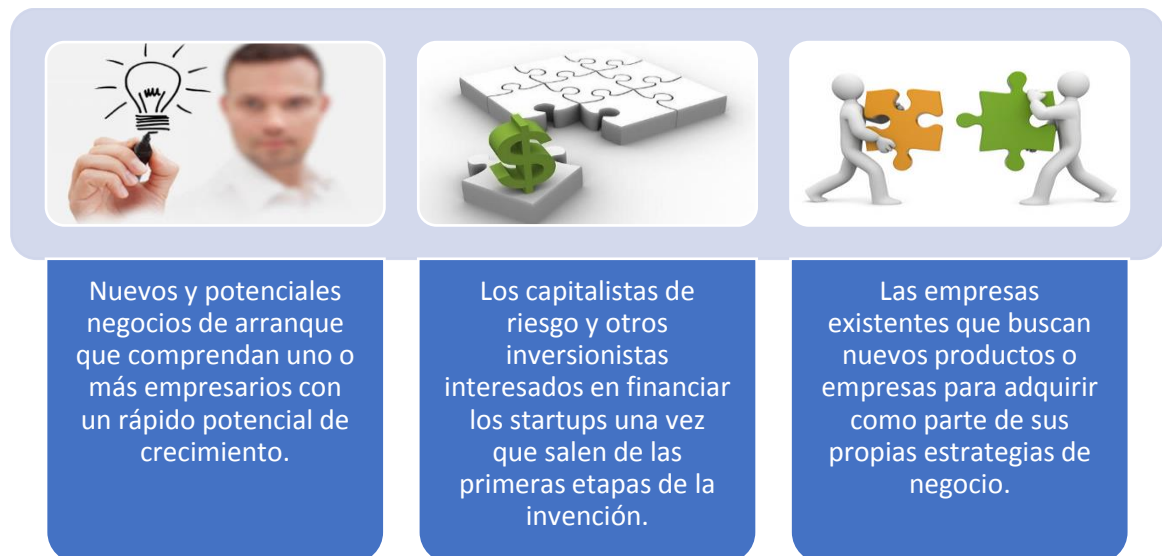 Nuevos y potenciales
negocios de arranque
que comprendan uno o
más empresarios con
un rápido potencial de
crecimiento.
Los capitalistas de
riesgo y otros
inversionistas
interesados en financiar
los startups una vez
que salen de las
primeras etapas de la
invención.
Las empresas
existentes que buscan
nuevos productos o
empresas para adquirir
como parte de sus
propias estrategias de
negocio.